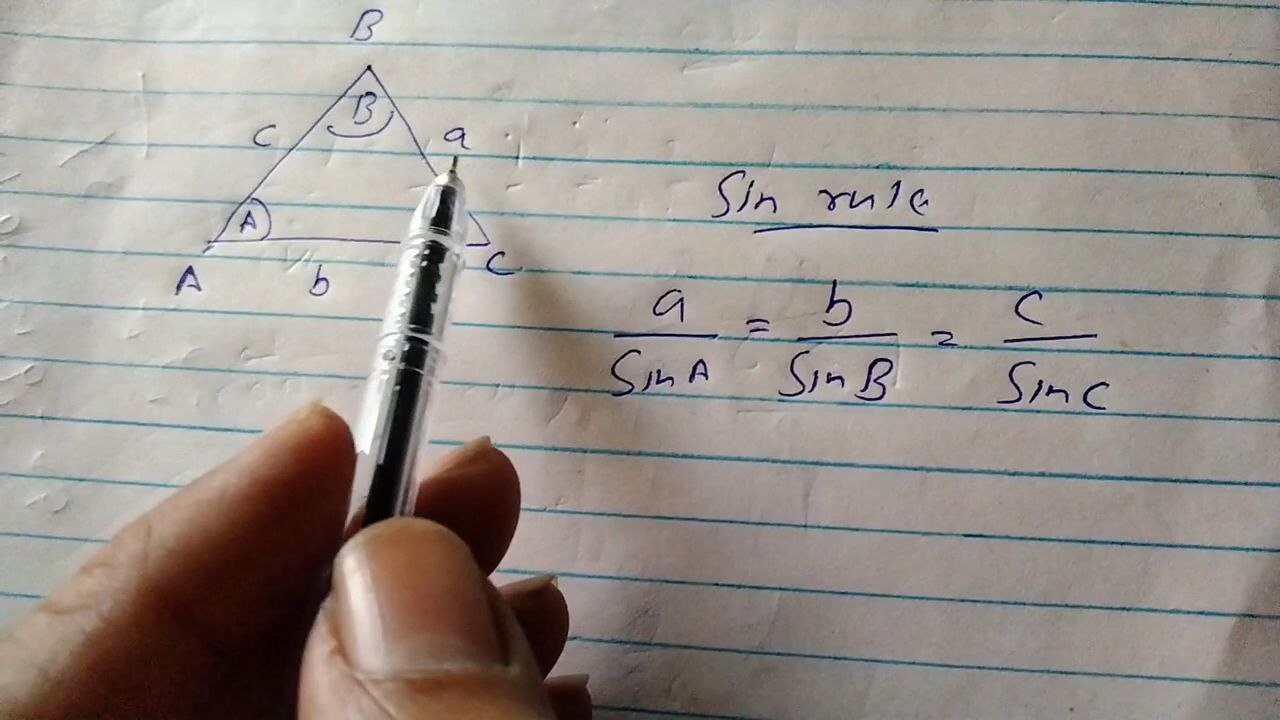 B
B
c
a
A
A
b
C
Sin rule
a/SinA = b/SinB = c/SinC